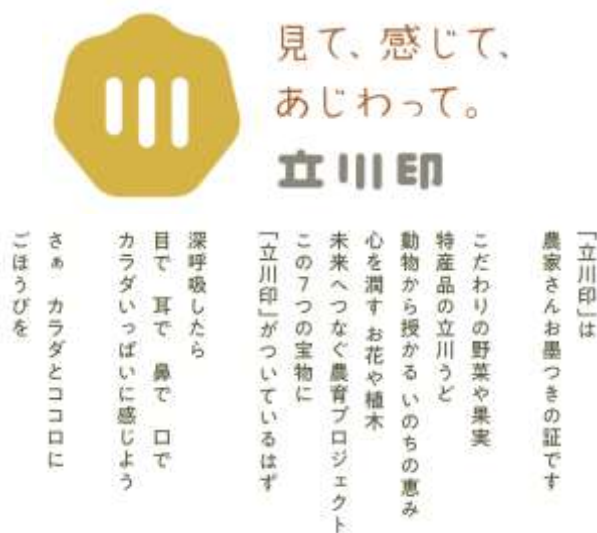 見て、感じて、
あじわって。
立川印
「立川印」は
農家さんお墨つきの証です
こだわりの野菜や果実
特産品の立川うど
動物から授かる いのちの恵み
心を潤す お花や植木
未来へつなぐ農育プロジェクト
この7つの宝物に
「立川印」がついているはず
深呼吸したら
目で 耳で 鼻で 口で
カラダいっぱいに感じよう
さぁ カラダとココロに
ごほうびを